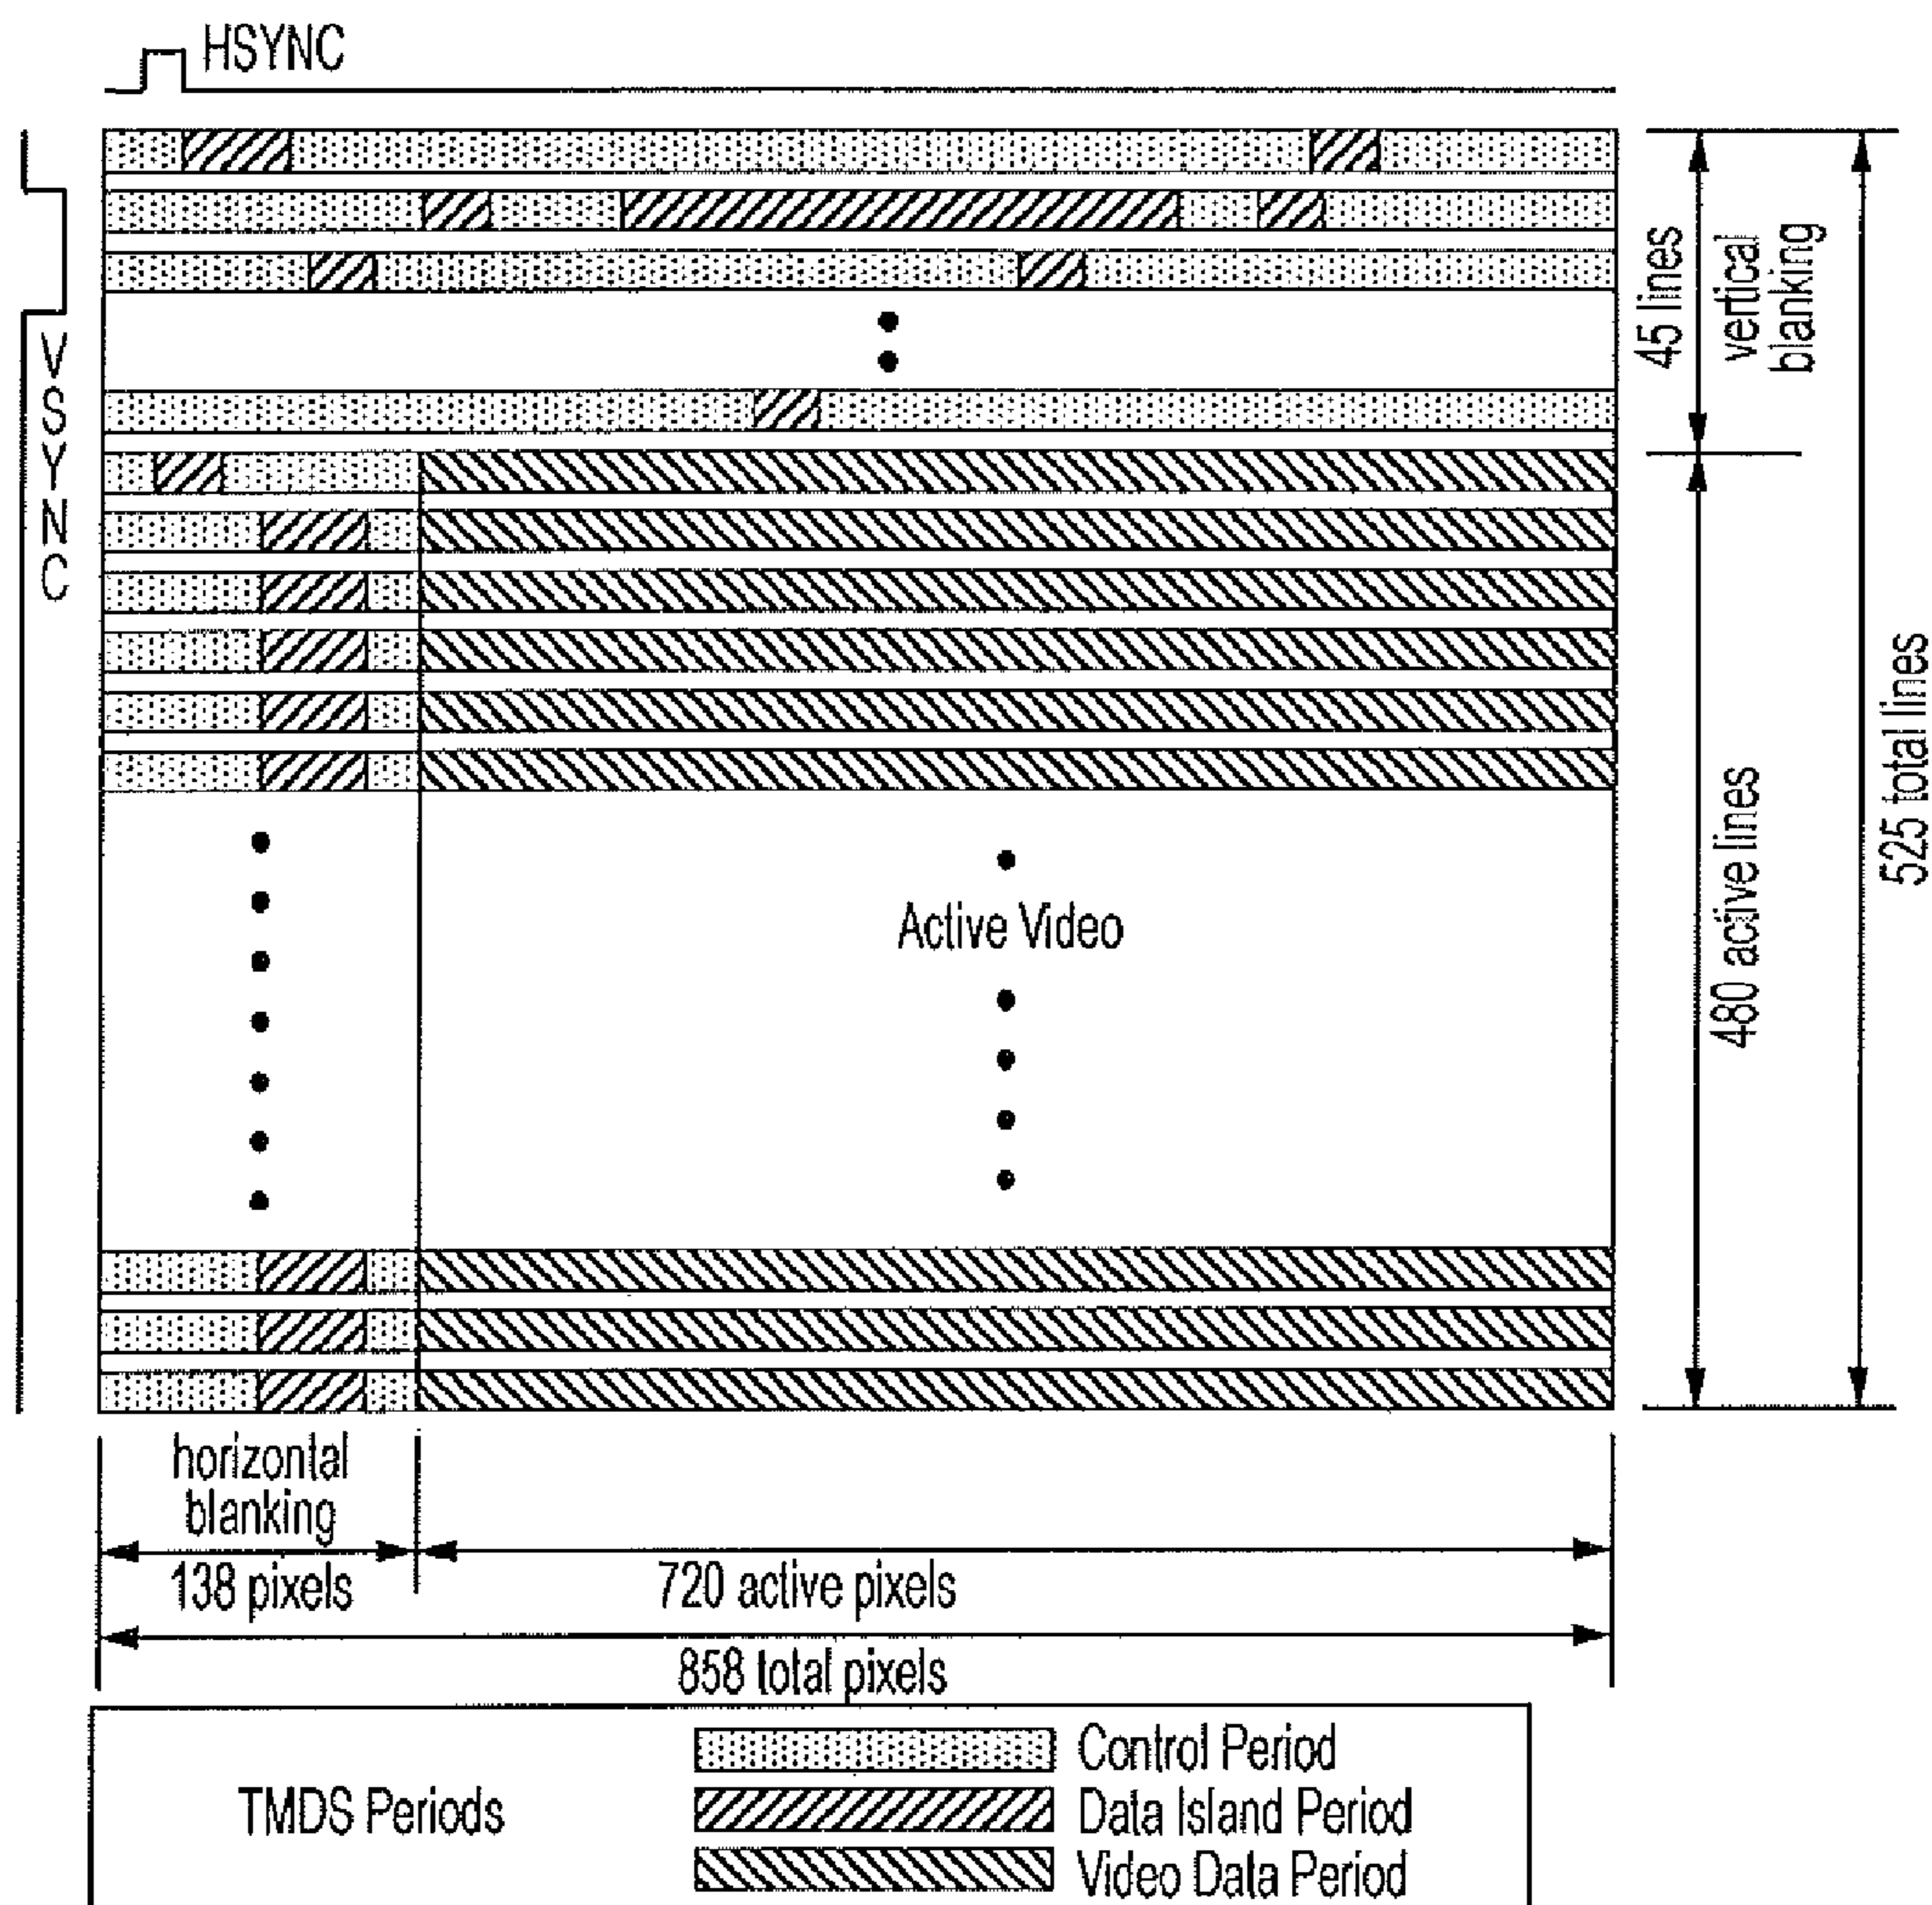 HSYNC
VSYNC
45 lines
vertical
blanking
480 active lines
525 total lines
Active Video
horizontal
blanking
138 pixels
720 active pixels
858 total pixels
TMDS Periods
Control Period
Data Island Period
Video Data Period